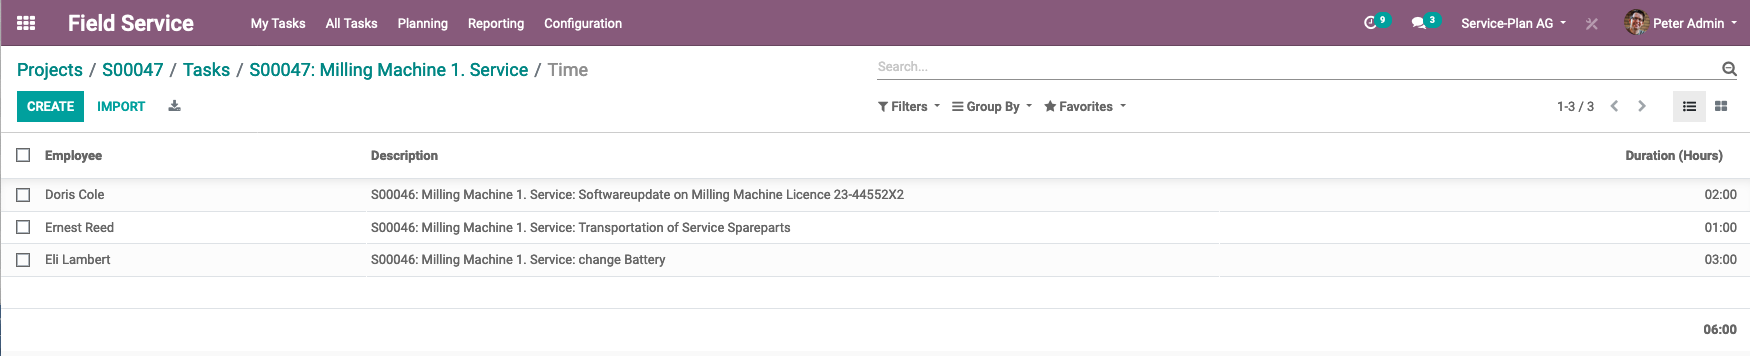 Field Service My Tasks All Tasks Planning Reporting Configuration 9 3 Service-Plan AG Peter Admin
Projects / S00047 / Tasks / S00047: Milling Machine 1. Service / Time Search...
CREATE IMPORT Filters Group By Favorites 1-3 / 3
Employee Description Duration (Hours)
Doris Cole S00046: Milling Machine 1. Service: Softwareupdate on Milling Machine Licence 23-44552X2 02:00
Ernest Reed S00046: Milling Machine 1. Service: Transportation of Service Spareparts 01:00
Eli Lambert S00046: Milling Machine 1. Service: change Battery 03:00
06:00